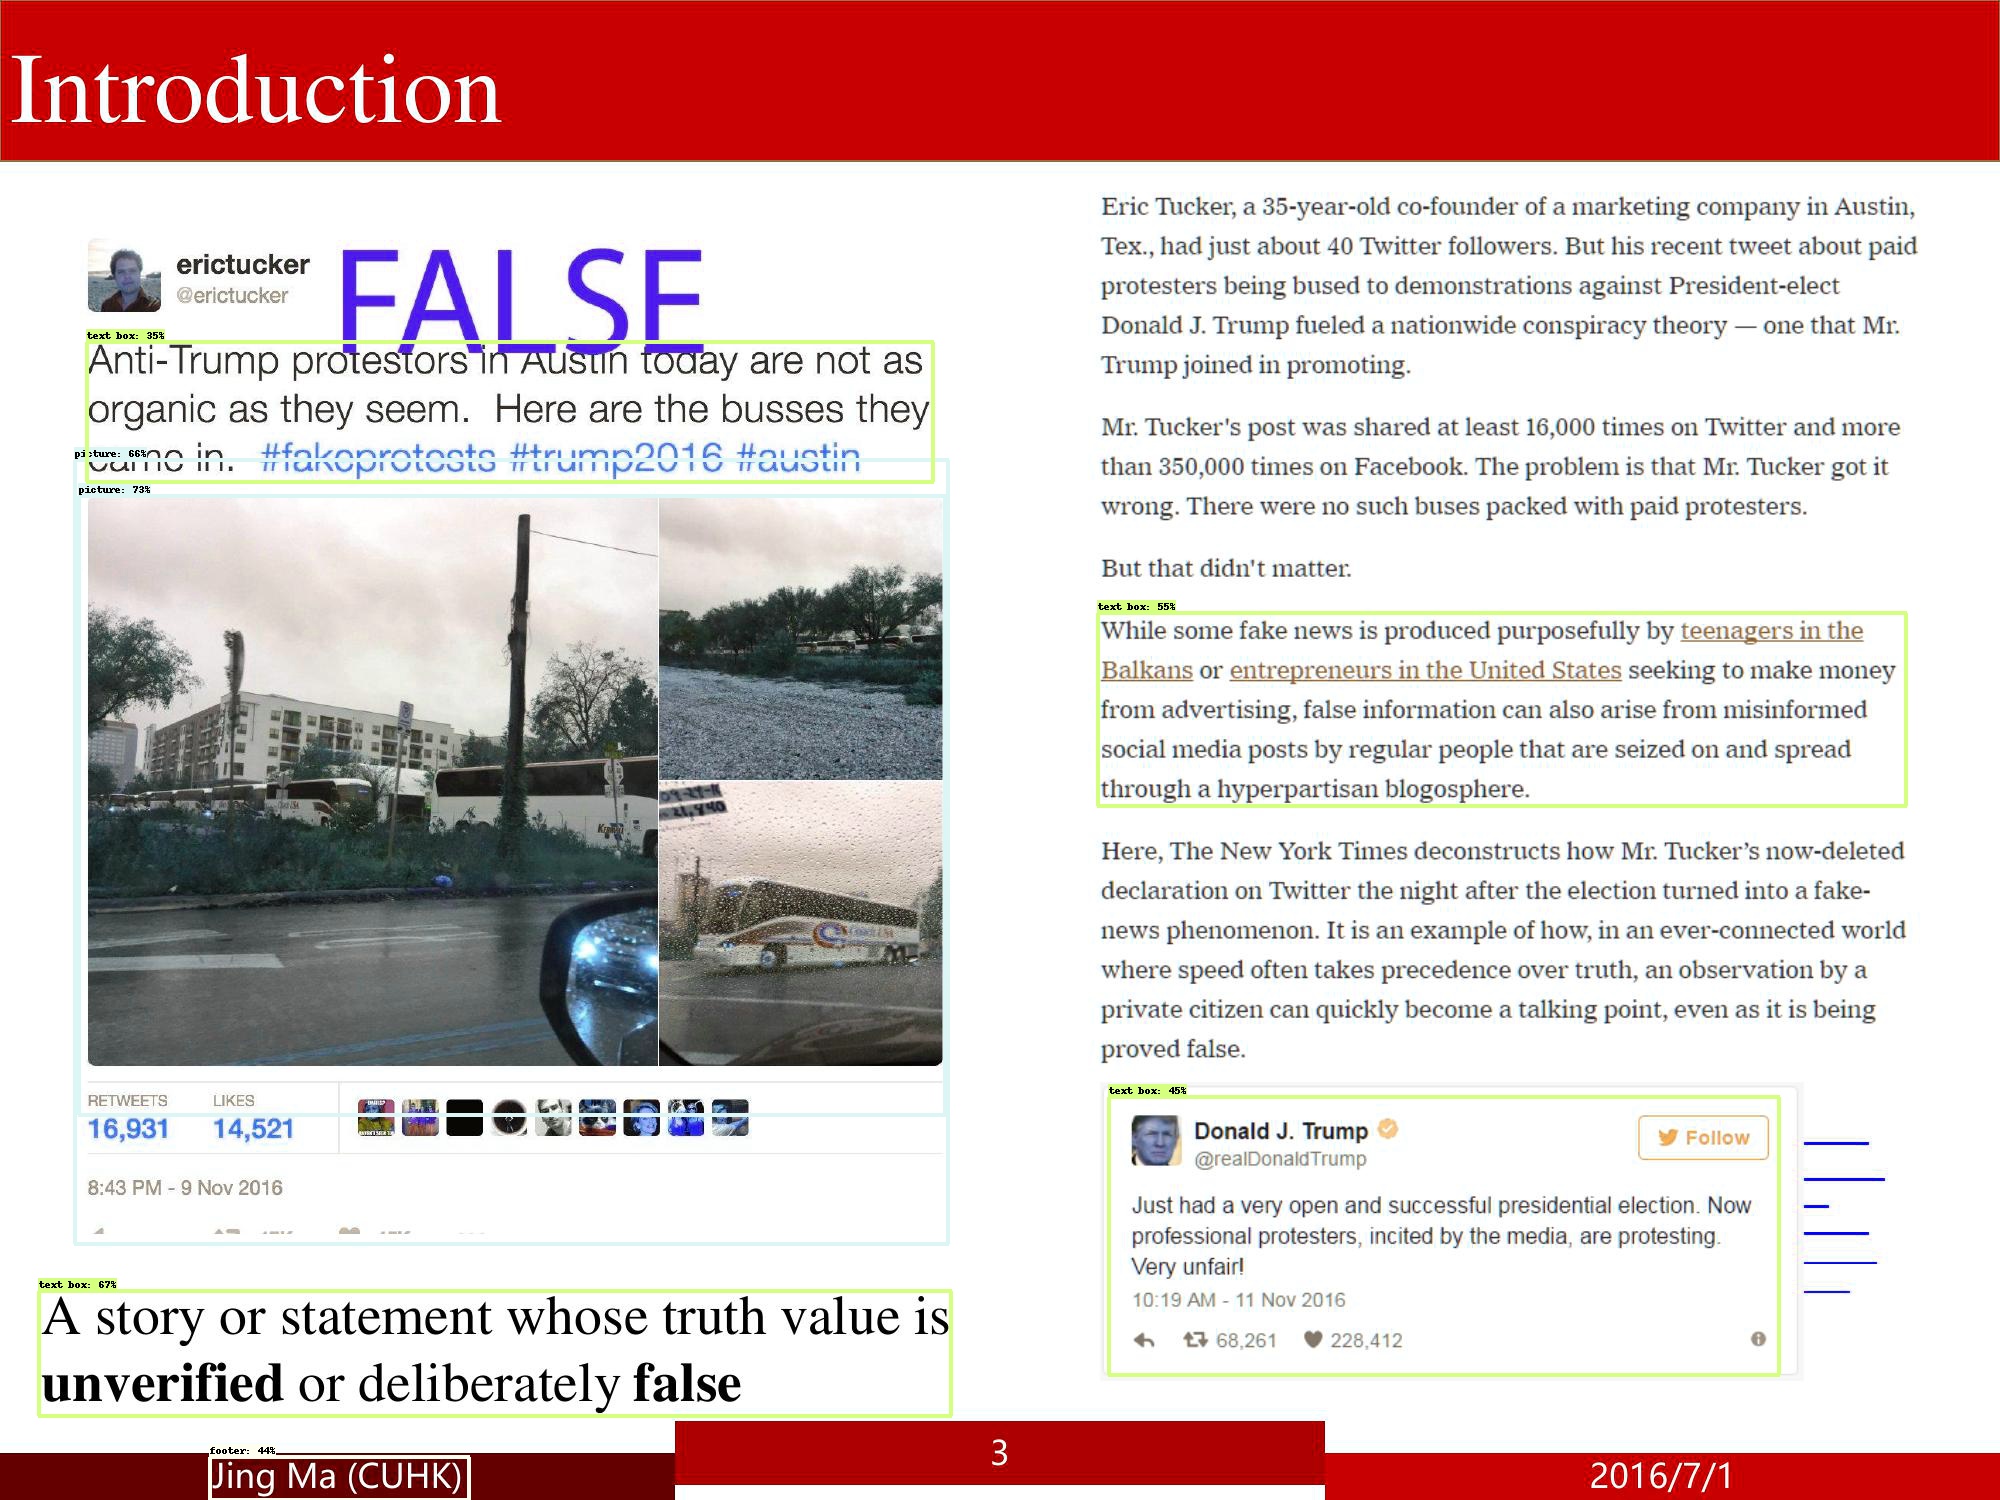 Introduction
erictucker
@erictucker
FALSE
text box: 35%
Anti-Trump protestors in Austin today are not as
organic as they seem. Here are the busses they
came in. #fakeprotests #trump2016 #austin
picture: 66%
picture: 73%
RETWEETS
LIKES
16,931
14,521
8:43 PM - 9 Nov 2016
text box: 67%
A story or statement whose truth value is
unverified or deliberately false
Eric Tucker, a 35-year-old co-founder of a marketing company in Austin,
Tex., had just about 40 Twitter followers. But his recent tweet about paid
protesters being bused to demonstrations against President-elect
Donald J. Trump fueled a nationwide conspiracy theory — one that Mr.
Trump joined in promoting.
Mr. Tucker's post was shared at least 16,000 times on Twitter and more
than 350,000 times on Facebook. The problem is that Mr. Tucker got it
wrong. There were no such buses packed with paid protesters.
But that didn't matter.
text box: 55%
While some fake news is produced purposefully by teenagers in the
Balkans or entrepreneurs in the United States seeking to make money
from advertising, false information can also arise from misinformed
social media posts by regular people that are seized on and spread
through a hyperpartisan blogosphere.
Here, The New York Times deconstructs how Mr. Tucker’s now-deleted
declaration on Twitter the night after the election turned into a fake-
news phenomenon. It is an example of how, in an ever-connected world
where speed often takes precedence over truth, an observation by a
private citizen can quickly become a talking point, even as it is being
proved false.
text box: 45%
Donald J. Trump
@realDonaldTrump
Follow
Just had a very open and successful presidential election. Now
professional protesters, incited by the media, are protesting.
Very unfair!
10:19 AM - 11 Nov 2016
68,261
228,412
footer: 44%
Jing Ma (CUHK)
3
2016/7/1